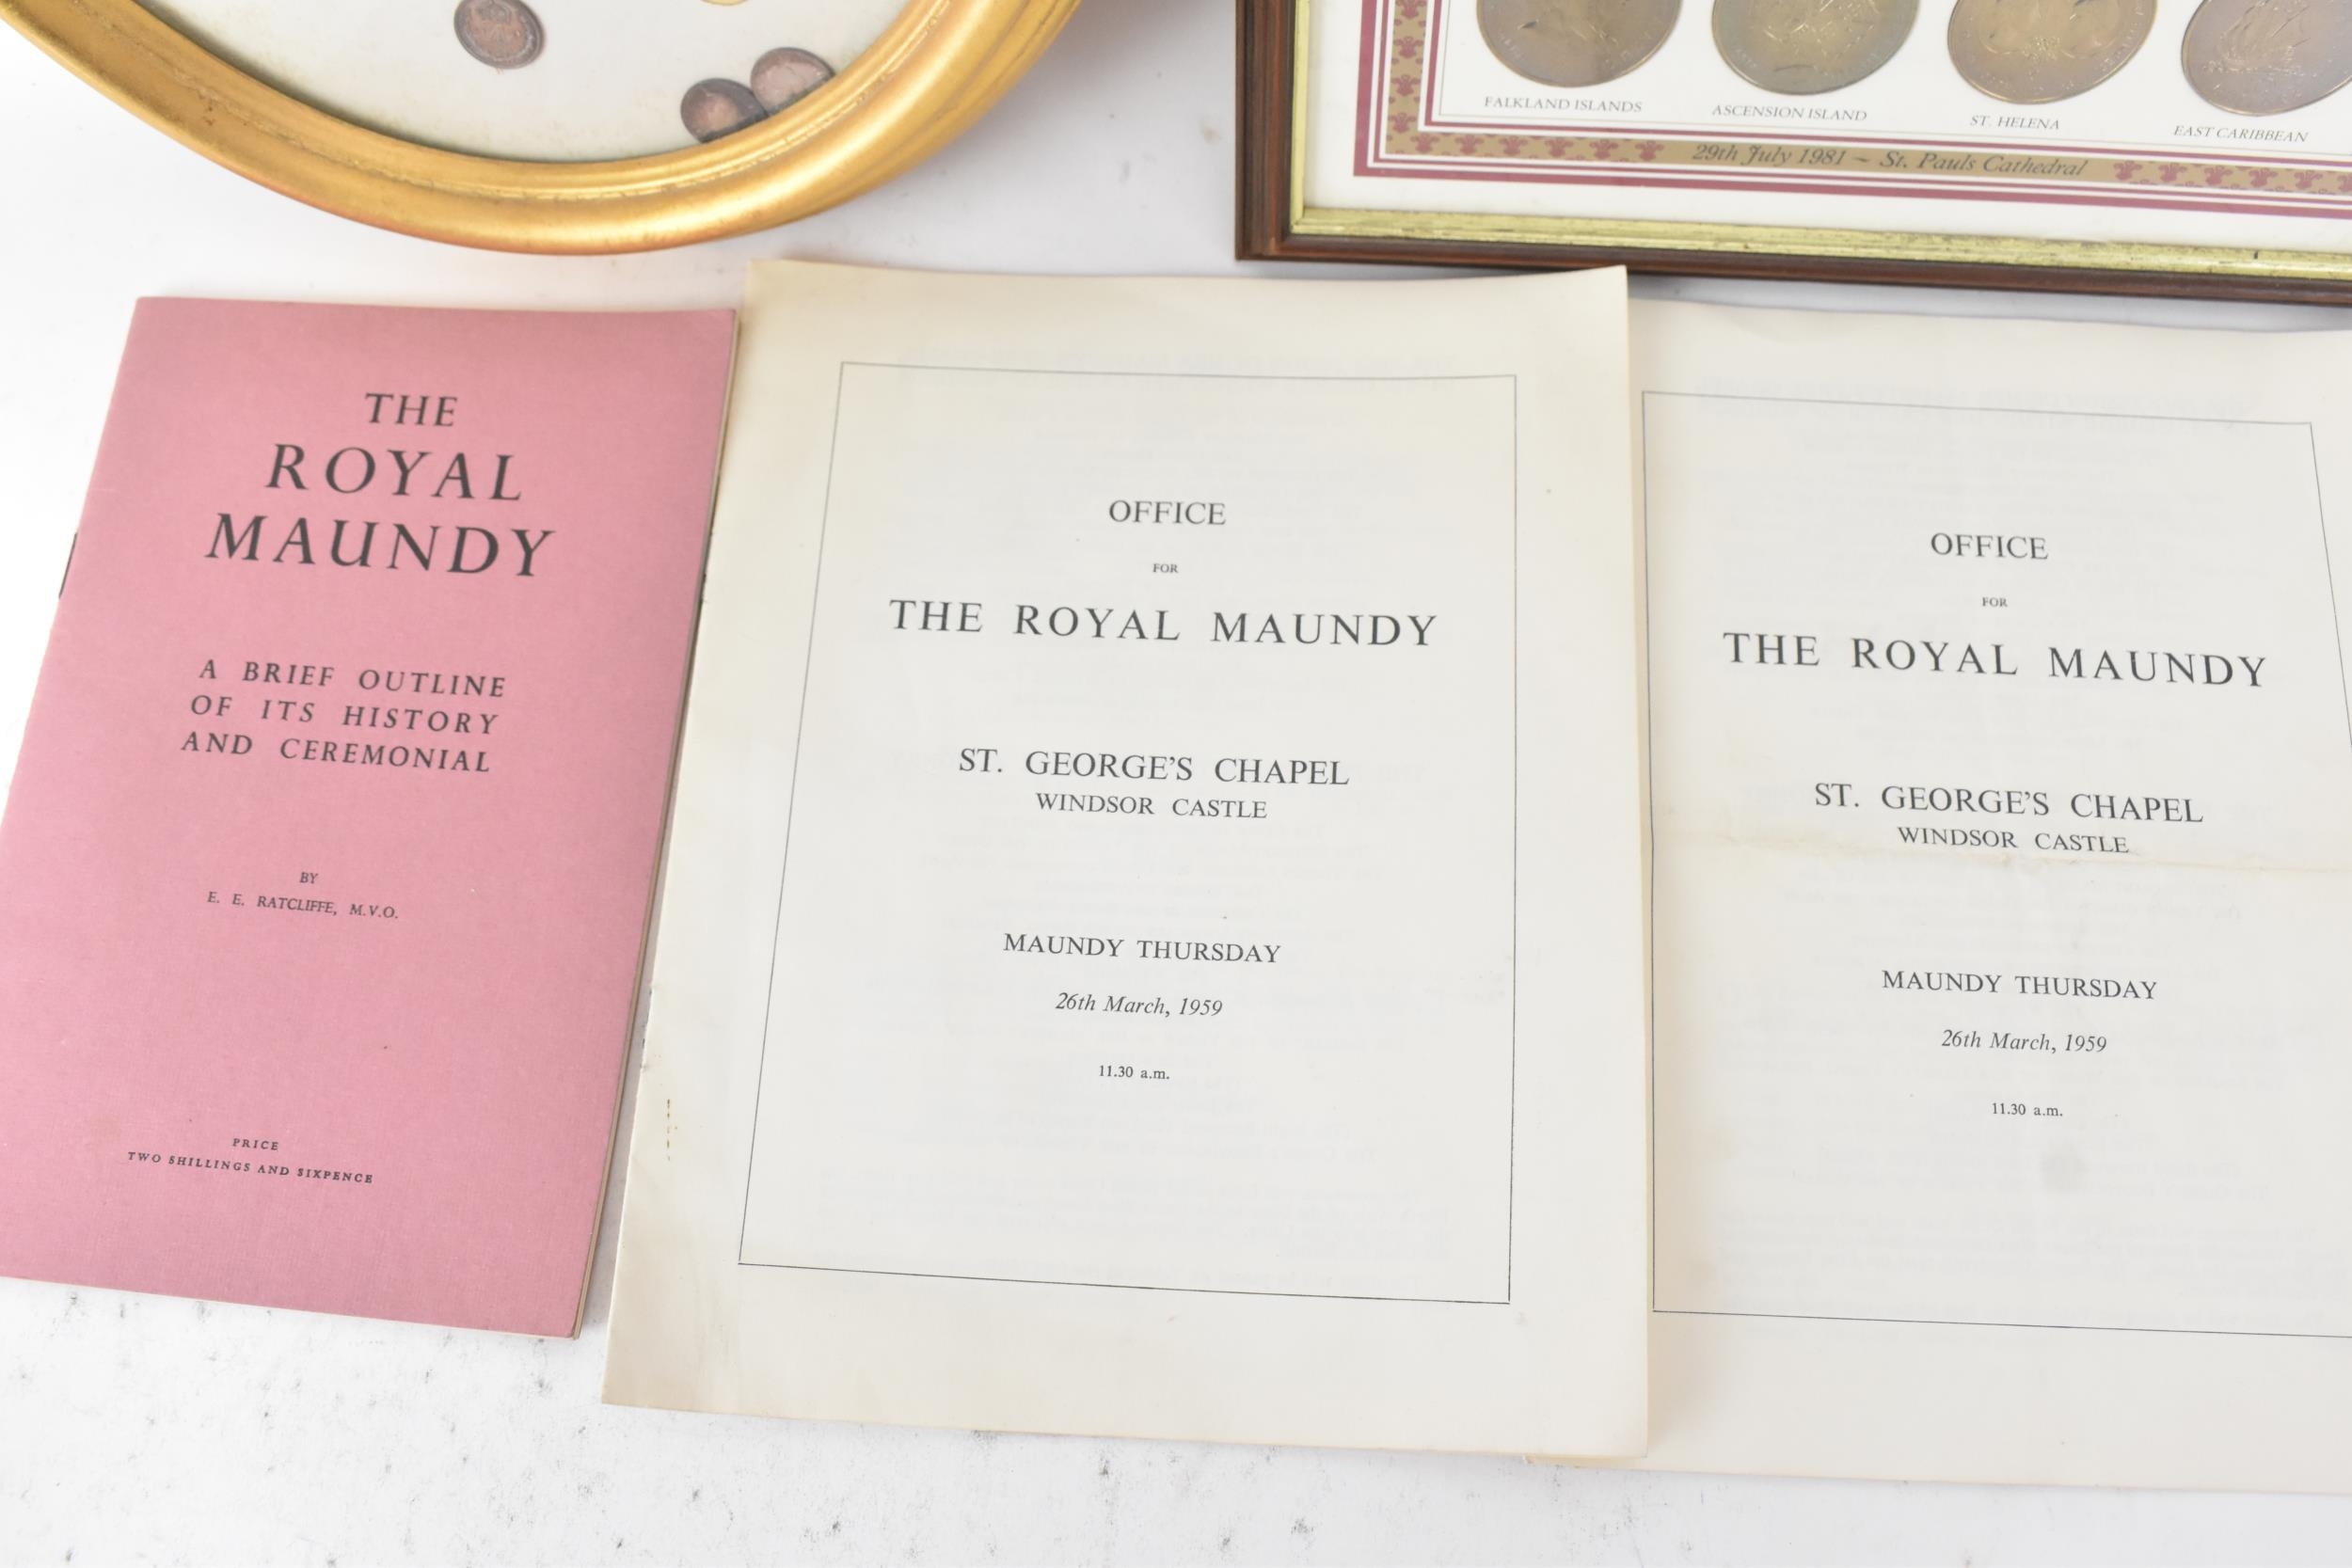 FALKLAND ISLANDS
ASCENSION ISLAND
ST. HELENA
EAST CARIBBEAN
29th July 1981 ~ St. Pauls Cathedral
THE
ROYAL
MAUNDY
A BRIEF OUTLINE
OF ITS HISTORY
AND CEREMONIAL
BY
E. E. RATCLIFFE, M.V.O.
PRICE
TWO SHILLINGS AND SIXPENCE
OFFICE
FOR
THE ROYAL MAUNDY
ST. GEORGE'S CHAPEL
WINDSOR CASTLE
MAUNDY THURSDAY
26th March, 1959
11.30 a.m.
OFFICE
FOR
THE ROYAL MAUNDY
ST. GEORGE'S CHAPEL
WINDSOR CASTLE
MAUNDY THURSDAY
26th March, 1959
11.30 a.m.